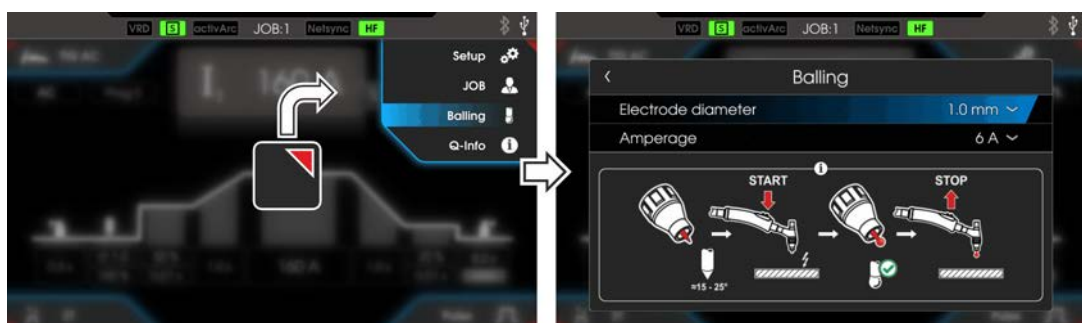 VRD S activArc JOB:1 Netsync HF
Setup
JOB
Balling
Q-Info
160 A
VRD S activArc JOB:1 Netsync HF
Balling
Electrode diameter 1.0 mm
Amperage 6 A
START STOP
≈15 - 25°